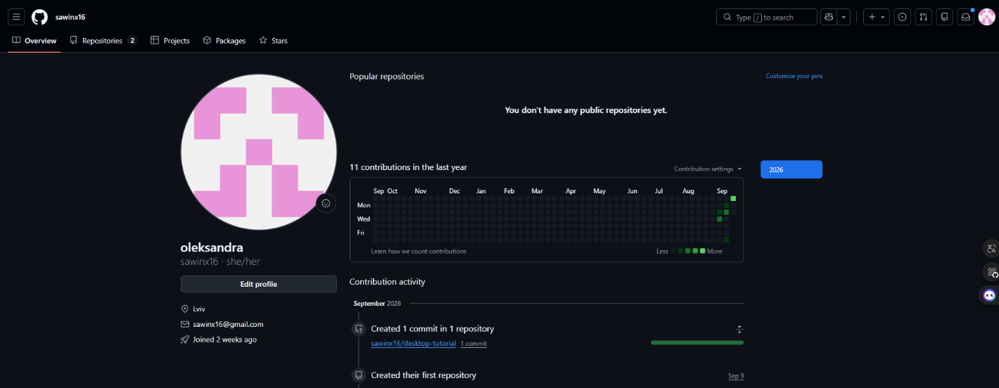 sawinx16
Type / to search
Overview
Repositories 2
Projects
Packages
Stars
Popular repositories
Customize your pins
You don't have any public repositories yet.
11 contributions in the last year
Contribution settings
2026
Sep Oct Nov Dec Jan Feb Mar Apr May Jun Jul Aug Sep
Mon
Wed
Fri
Learn how we count contributions
Less More
oleksandra
sawinx16 · she/her
Edit profile
Lviv
sawinx16@gmail.com
Joined 2 weeks ago
Contribution activity
September 2026
Created 1 commit in 1 repository
sawinx16/desktop-tutorial 1 commit
Created their first repository
Sep 9